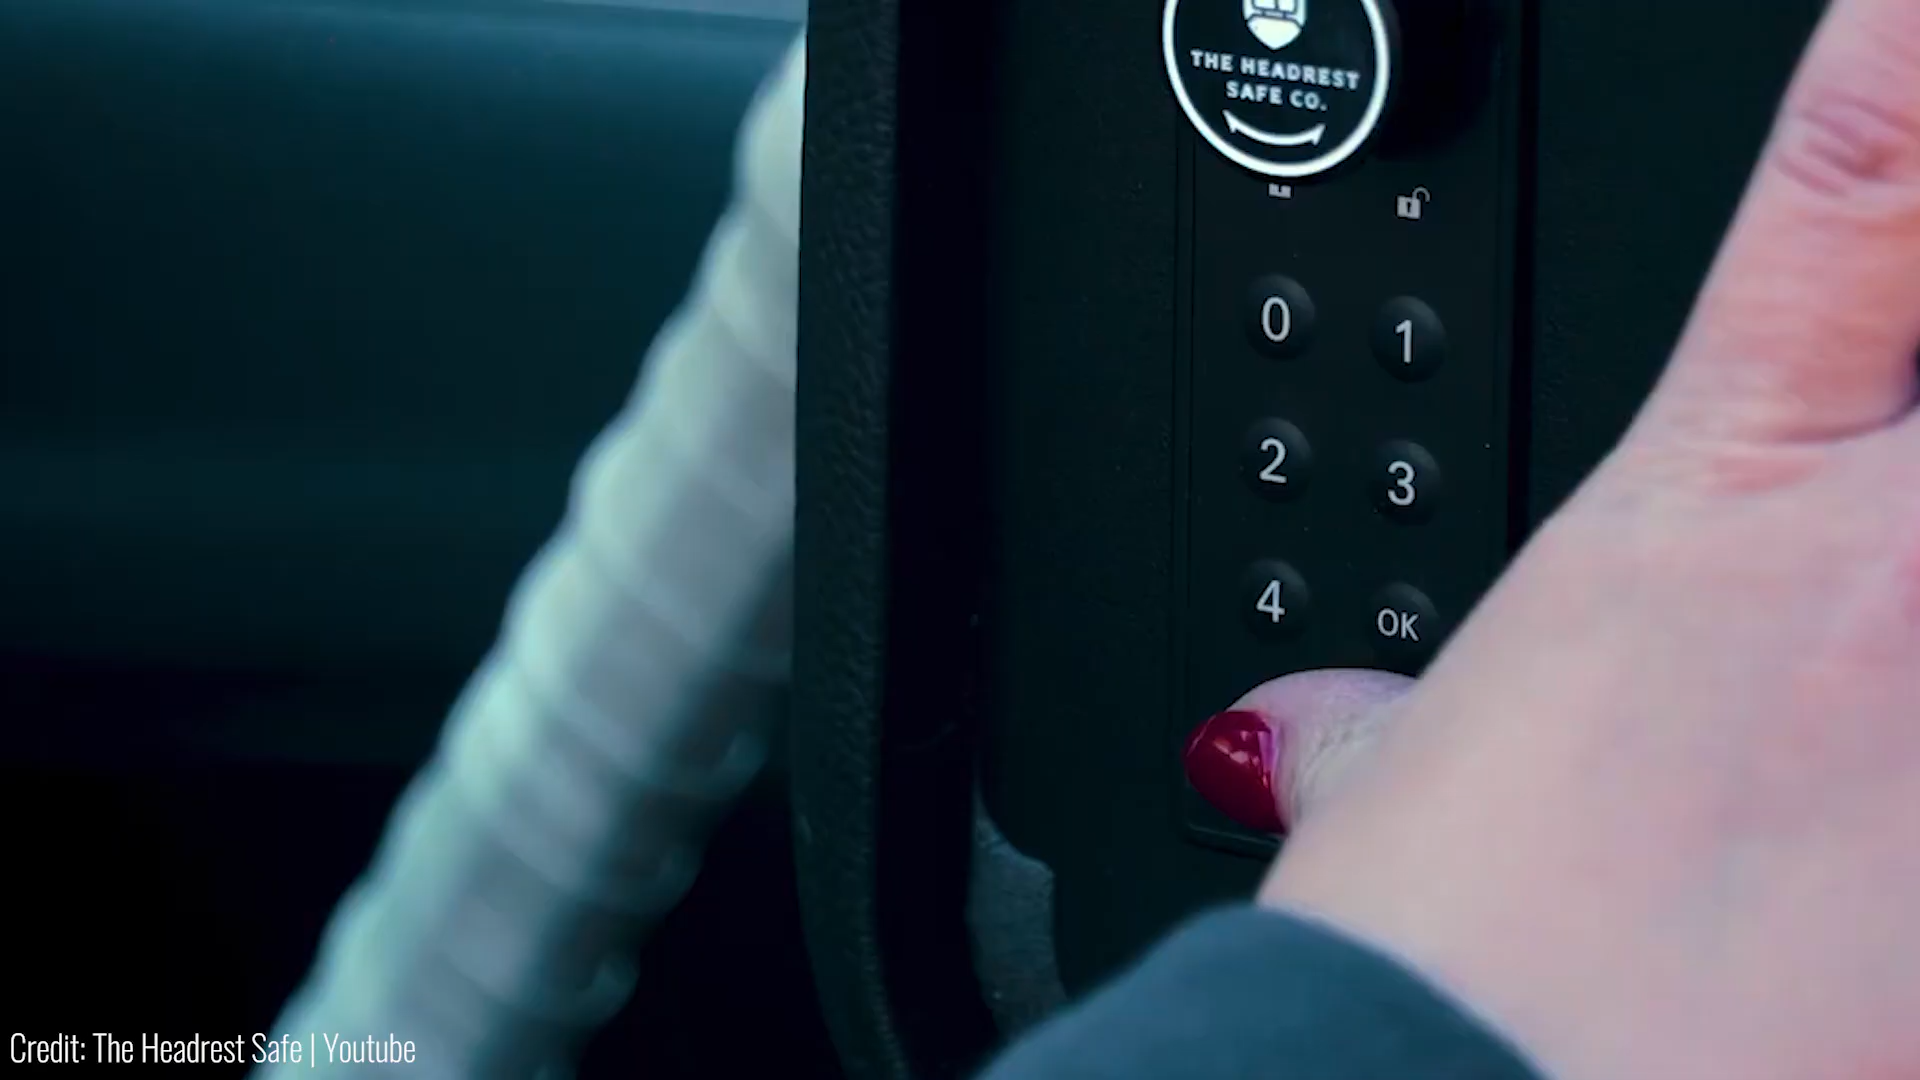 THE HEADREST
SAFE CO.
0 1
2 3
4 OK
Credit: The Headrest Safe | Youtube